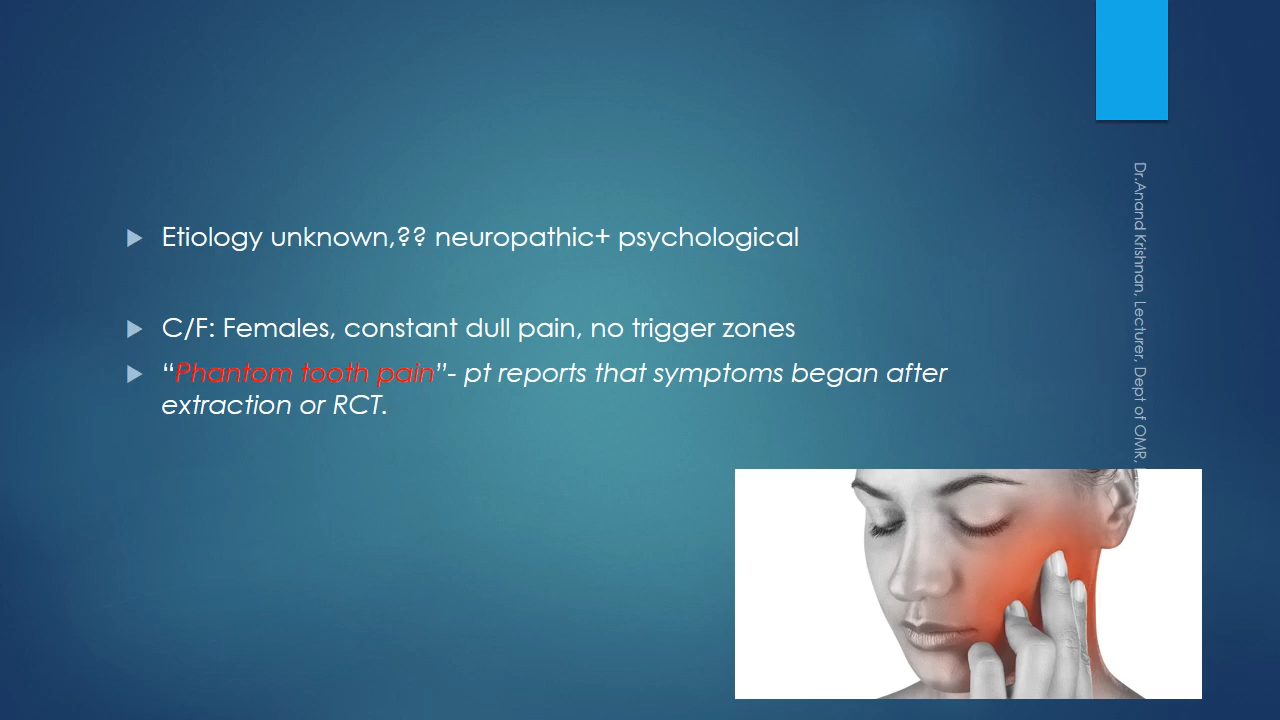 Etiology unknown,?? neuropathic+ psychological
C/F: Females, constant dull pain, no trigger zones
“Phantom tooth pain”- pt reports that symptoms began after
extraction or RCT.
Dr.Anand Krishnan, Lecturer, Dept of OMR,